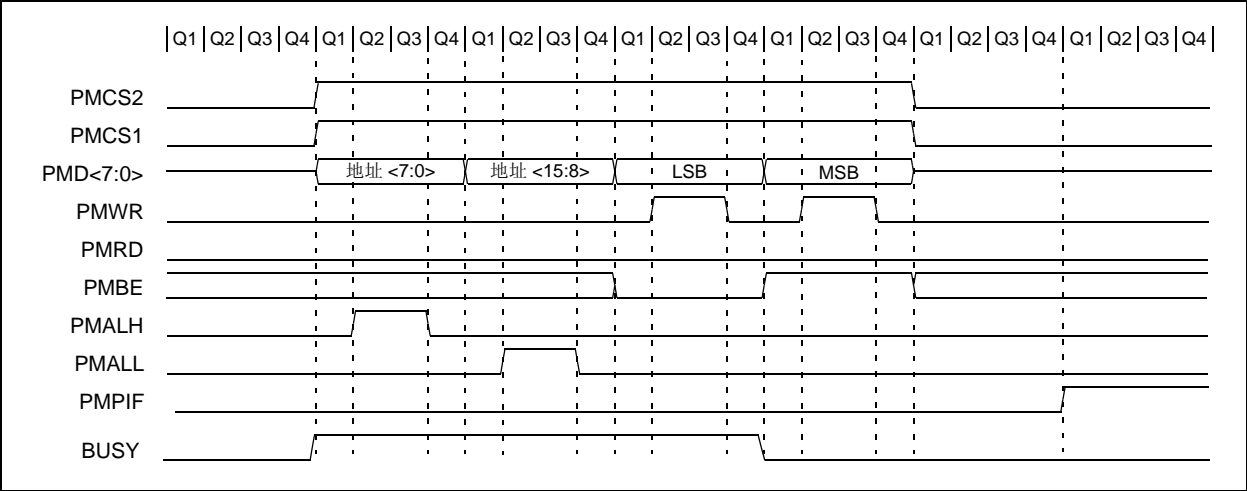 Q1 Q2 Q3 Q4 Q1 Q2 Q3 Q4 Q1 Q2 Q3 Q4 Q1 Q2 Q3 Q4 Q1 Q2 Q3 Q4 Q1 Q2 Q3 Q4 Q1 Q2 Q3 Q4
PMCS2
PMCS1
PMD<7:0> 地址 <7:0> 地址 <15:8> LSB MSB
PMWR
PMRD
PMBE
PMALH
PMALL
PMPIF
BUSY